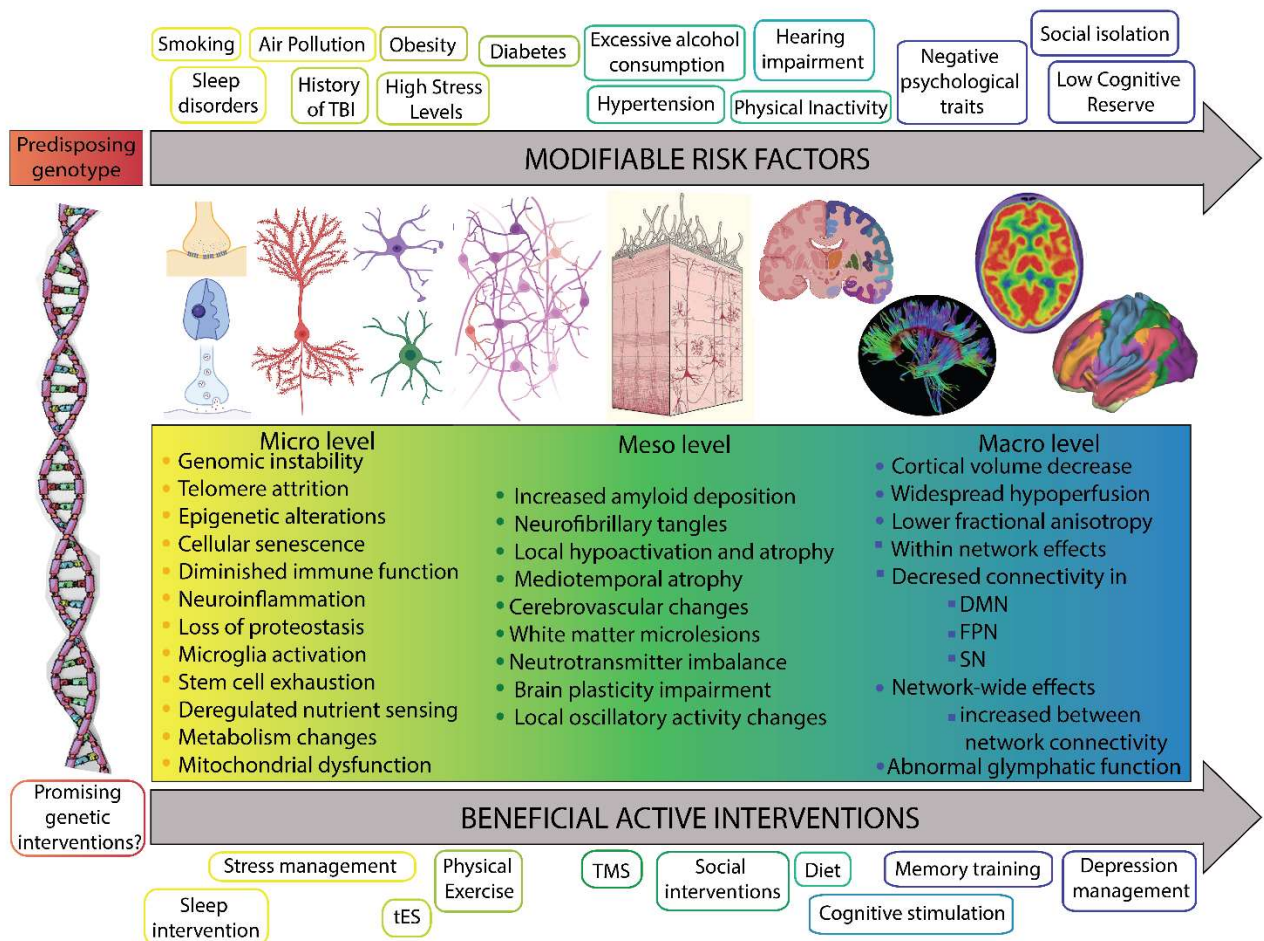 Smoking
Air Pollution
Obesity
Diabetes
Excessive alcohol
consumption
Hearing
impairment
Negative
psychological
traits
Social isolation
Sleep
disorders
History
of TBI
High Stress
Levels
Hypertension
Physical Inactivity
Low Cognitive
Reserve
Predisposing
genotype
MODIFIABLE RISK FACTORS
Micro level
• Genomic instability
• Telomere attrition
• Epigenetic alterations
• Cellular senescence
• Diminished immune function
• Neuroinflammation
• Loss of proteostasis
• Microglia activation
• Stem cell exhaustion
• Deregulated nutrient sensing
• Metabolism changes
• Mitochondrial dysfunction
Meso level
• Increased amyloid deposition
• Neurofibrillary tangles
• Local hypoactivation and atrophy
• Mediotemporal atrophy
• Cerebrovascular changes
• White matter microlesions
• Neutrotransmitter imbalance
• Brain plasticity impairment
• Local oscillatory activity changes
Macro level
• Cortical volume decrease
• Widespread hypoperfusion
• Lower fractional anisotropy
▪ Within network effects
▪ Decresed connectivity in
▪ DMN
▪ FPN
▪ SN
• Network-wide effects
▪ increased between
network connectivity
• Abnormal glymphatic function
Promising
genetic
interventions?
BENEFICIAL ACTIVE INTERVENTIONS
Stress management
Physical
Exercise
TMS
Social
interventions
Diet
Memory training
Depression
management
Sleep
intervention
tES
Cognitive stimulation